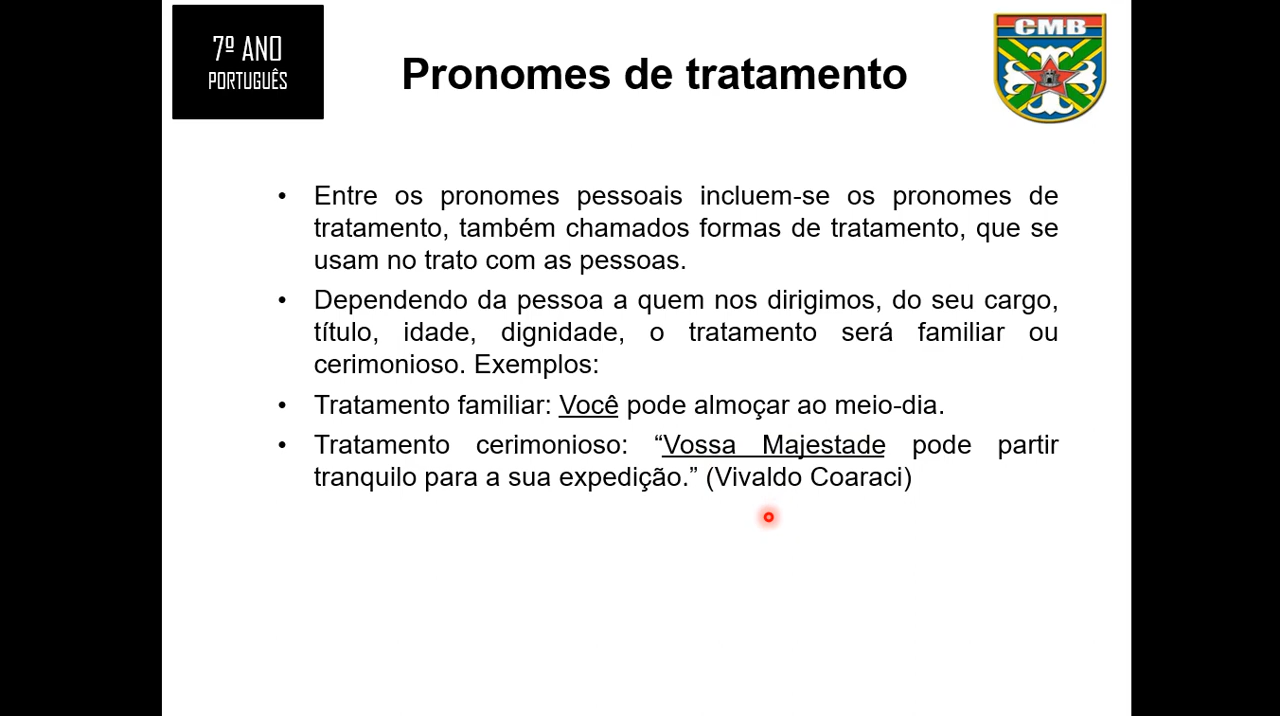 7º ANO
PORTUGUÊS
Pronomes de tratamento
CMB
• Entre os pronomes pessoais incluem-se os pronomes de
tratamento, também chamados formas de tratamento, que se
usam no trato com as pessoas.
• Dependendo da pessoa a quem nos dirigimos, do seu cargo,
título, idade, dignidade, o tratamento será familiar ou
cerimonioso. Exemplos:
• Tratamento familiar: Você pode almoçar ao meio-dia.
• Tratamento cerimonioso: “Vossa Majestade pode partir
tranquilo para a sua expedição.” (Vivaldo Coaraci)